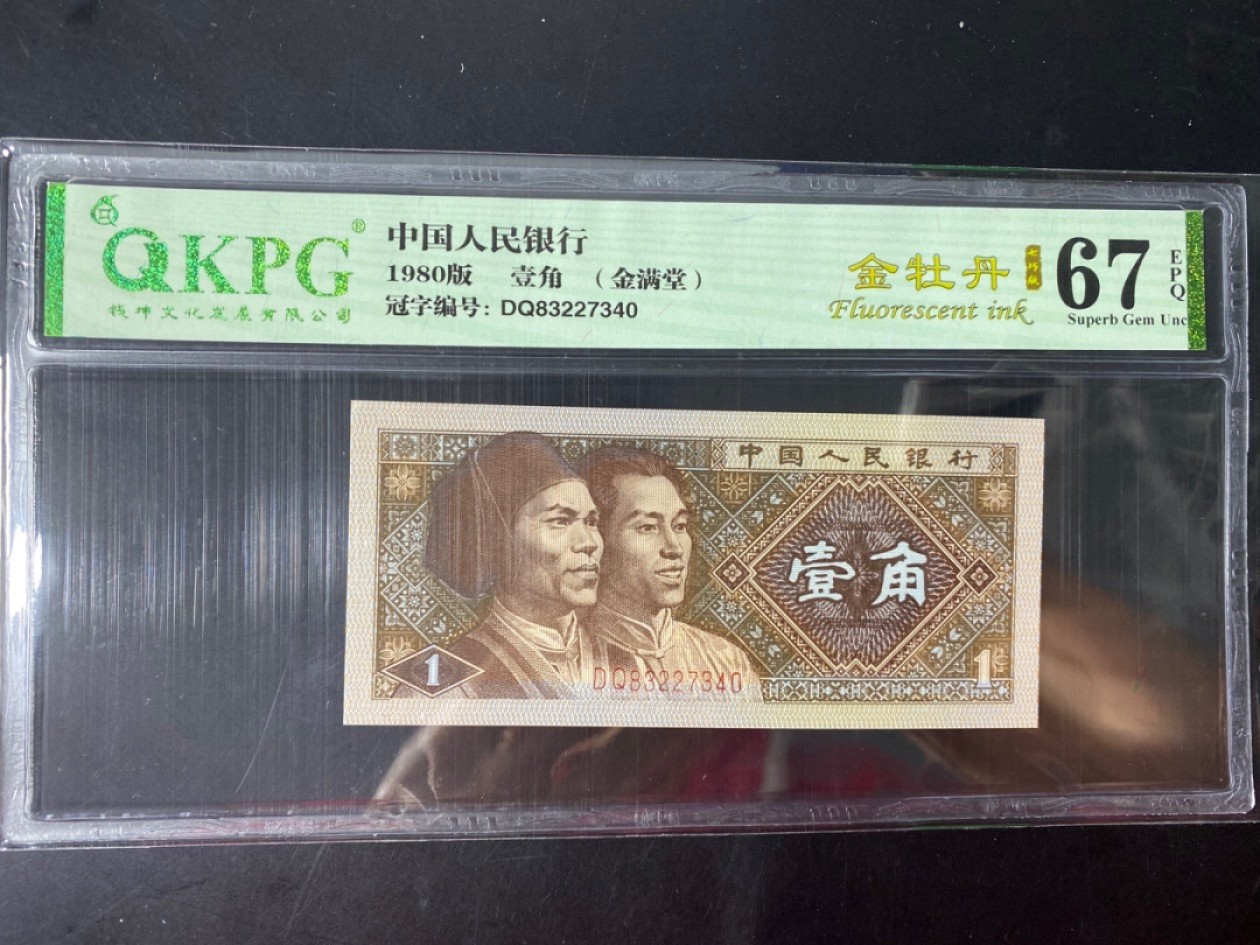 QKPG®
钱坤文化发展有限公司
中国人民银行
1980版 壹角 （金满堂）
冠字编号: DQ83227340
金牡丹
Fluorescent ink
67
EPQ
Superb Gem Unc
中国人民银行
壹角
1
DQ83227340
1